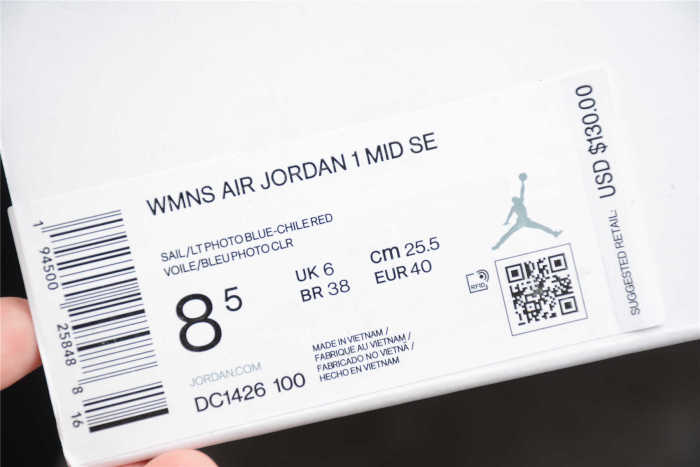 WMNS AIR JORDAN 1 MID SE
SAIL/LT PHOTO BLUE-CHILE RED
VOILE/BLEU PHOTO CLR
8 5
UK 6
BR 38
cm 25.5
EUR 40
RFID
JORDAN.COM
DC1426 100
MADE IN VIETNAM /
FABRIQUE AU VIETNAM /
FABRICADO NO VIETNÃ /
HECHO EN VIETNAM
SUGGESTED RETAIL: USD $130.00
1 94500 25848 8 16